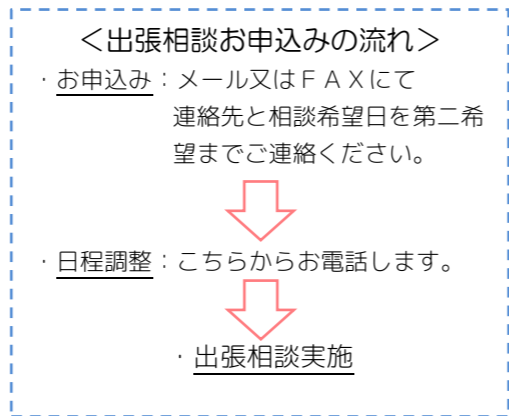 ＜出張相談お申込みの流れ＞
・お申込み：メール又はＦＡＸにて
連絡先と相談希望日を第二希
望までご連絡ください。
・日程調整：こちらからお電話します。
・出張相談実施